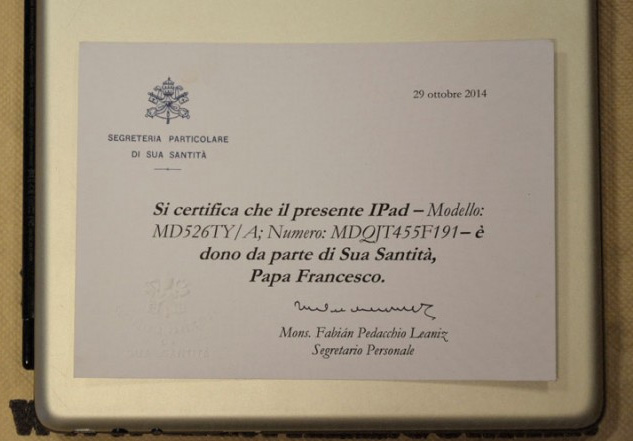 29 ottobre 2014
SEGRETERIA PARTICOLARE
DI SUA SANTITÀ
Si certifica che il presente IPad – Modello:
MD526TY/A; Numero: MDQJT455F191– è
dono da parte di Sua Santità,
Papa Francesco.
Mons. Fabián Pedacchio Leaniz
Segretario Personale